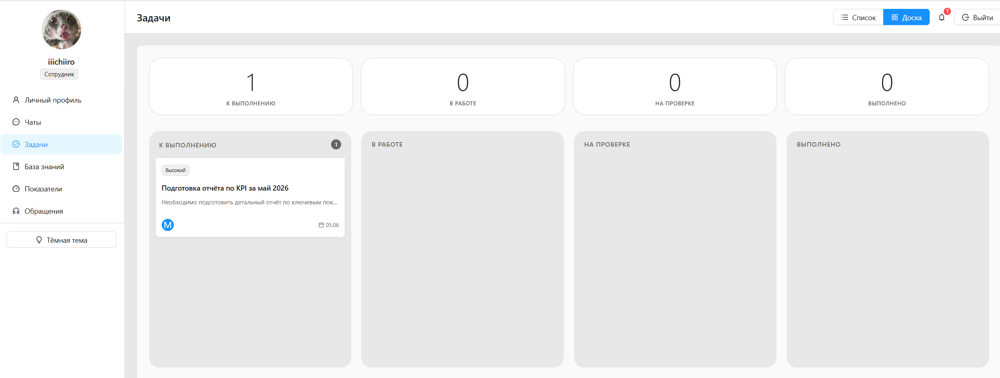 iiichiiro
Сотрудник
Личный профиль
Чаты
Задачи
База знаний
Показатели
Обращения
Тёмная тема
Задачи
Список
Доска
1
Выйти
1
К ВЫПОЛНЕНИЮ
0
В РАБОТЕ
0
НА ПРОВЕРКЕ
0
ВЫПОЛНЕНО
К ВЫПОЛНЕНИЮ
1
Высокий
Подготовка отчёта по KPI за май 2026
Необходимо подготовить детальный отчёт по ключевым пок...
M
05.06
В РАБОТЕ
НА ПРОВЕРКЕ
ВЫПОЛНЕНО